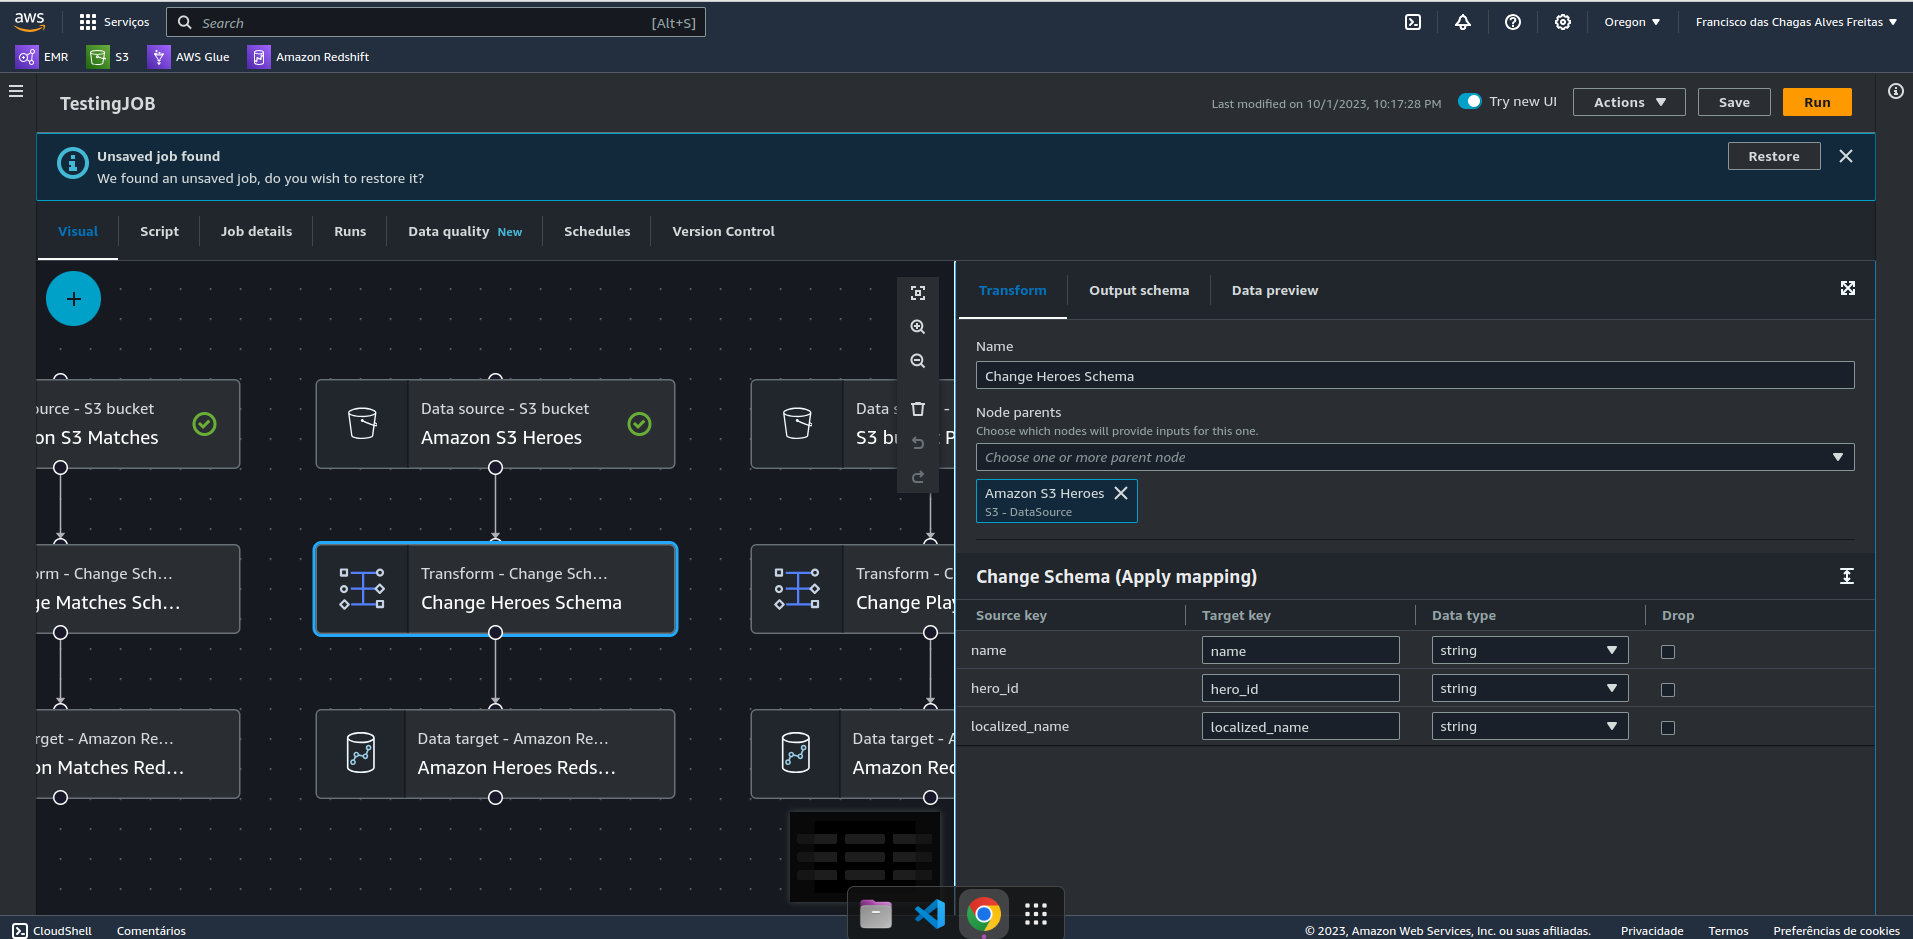 aws
Serviços
Search
[Alt+S]
Oregon
Francisco das Chagas Alves Freitas
EMR
S3
AWS Glue
Amazon Redshift
TestingJOB
Last modified on 10/1/2023, 10:17:28 PM
Try new UI
Actions
Save
Run
Unsaved job found
We found an unsaved job, do you wish to restore it?
Restore
Visual
Script
Job details
Runs
Data quality New
Schedules
Version Control
ource - S3 bucket
on S3 Matches
Data source - S3 bucket
Amazon S3 Heroes
Data s -
S3 bu P
rm - Change Sch...
ge Matches Sch...
Transform - Change Sch...
Change Heroes Schema
Transform - C
Change Play
rget - Amazon Re...
on Matches Red...
Data target - Amazon Re...
Amazon Heroes Reds...
Data target - A
Amazon Red
Transform
Output schema
Data preview
Name
Change Heroes Schema
Node parents
Choose which nodes will provide inputs for this one.
Choose one or more parent node
Amazon S3 Heroes
S3 - DataSource
Change Schema (Apply mapping)
Source key
Target key
Data type
Drop
name
name
string
hero_id
hero_id
string
localized_name
localized_name
string
CloudShell
Comentários
© 2023, Amazon Web Services, Inc. ou suas afiliadas.
Privacidade
Termos
Preferências de cookies